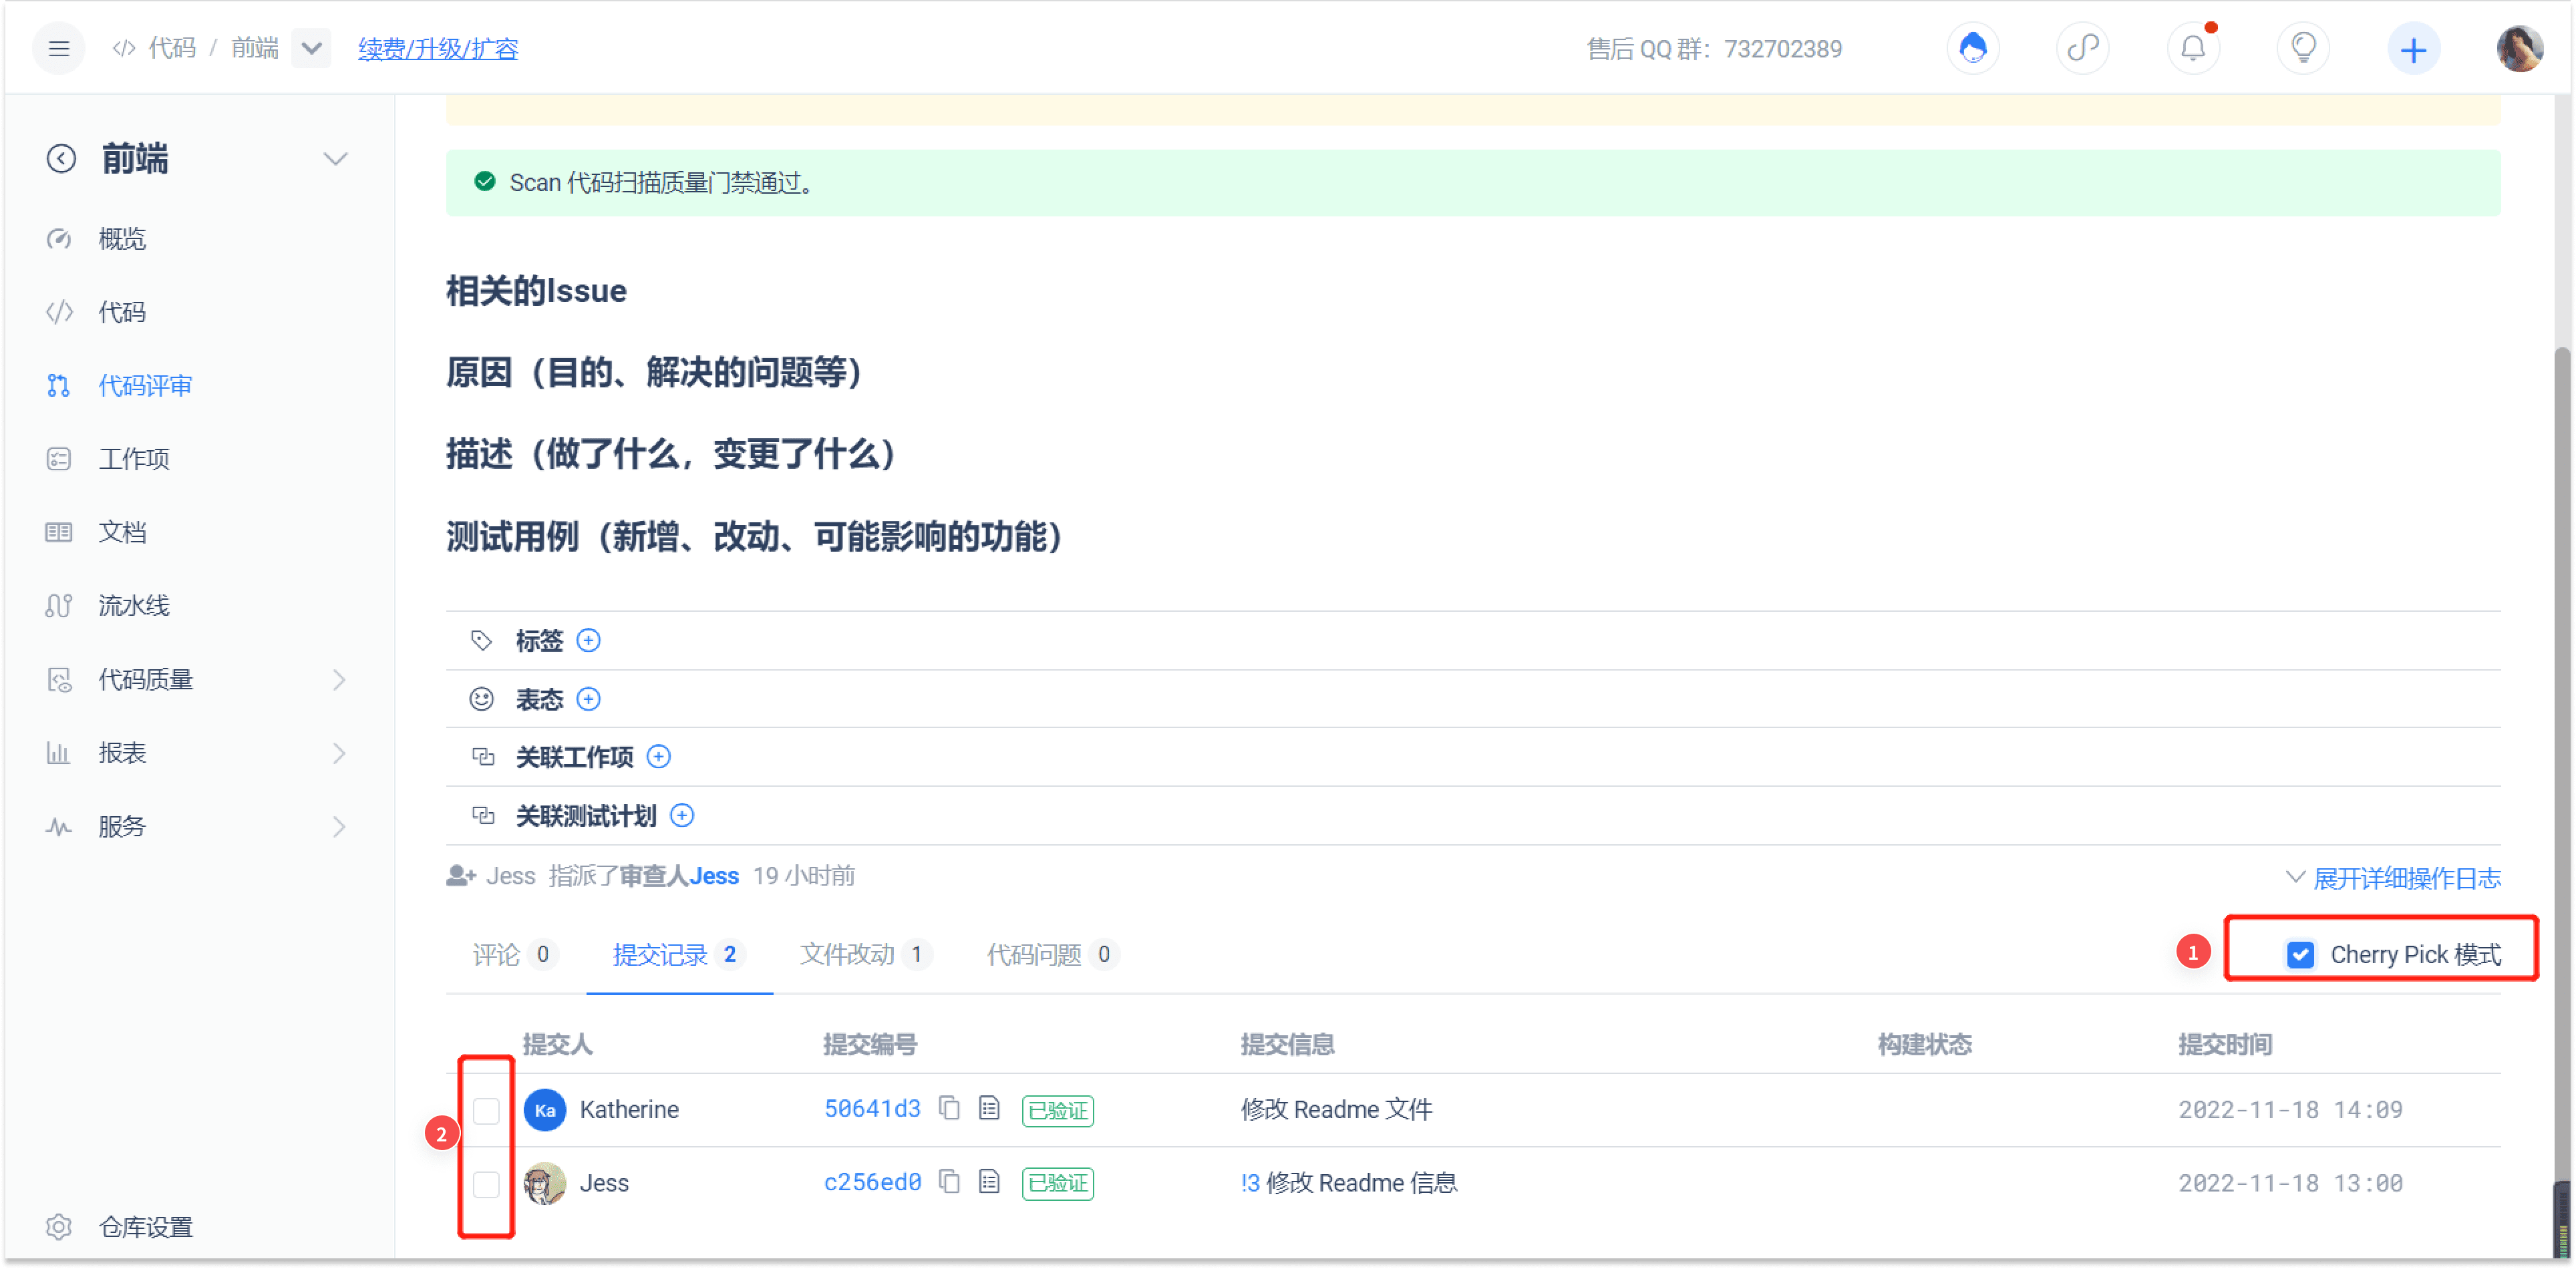 代码 / 前端 续费/升级/扩容 售后 QQ 群：732702389
前端
概览
代码
代码评审
工作项
文档
流水线
代码质量
报表
服务
仓库设置
Scan 代码扫描质量门禁通过。
相关的Issue
原因（目的、解决的问题等）
描述（做了什么，变更了什么）
测试用例（新增、改动、可能影响的功能）
标签
表态
关联工作项
关联测试计划
Jess 指派了审查人Jess 19 小时前 展开详细操作日志
评论 0 提交记录 2 文件改动 1 代码问题 0 1 Cherry Pick 模式
提交人 提交编号 提交信息 构建状态 提交时间
Ka Katherine 50641d3 已验证 修改 Readme 文件 2022-11-18 14:09
2
Jess c256ed0 已验证 !3 修改 Readme 信息 2022-11-18 13:00